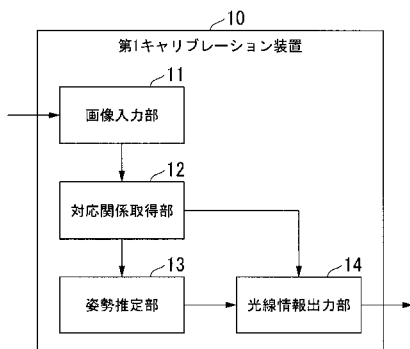 10
第1キャリブレーション装置
11
画像入力部
12
対応関係取得部
13
姿勢推定部
14
光線情報出力部